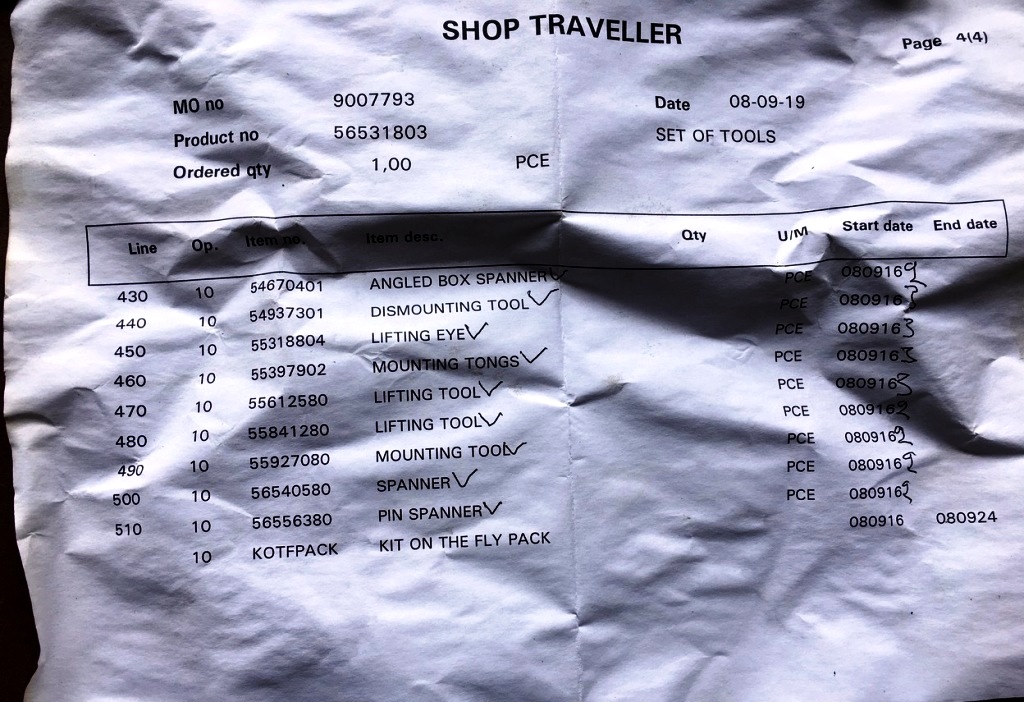 SHOP TRAVELLER
Page 4(4)
MO no 9007793 Date 08-09-19
Product no 56531803 SET OF TOOLS
Ordered qty 1,00 PCE
Line Op. Item no. Item desc. Qty U/M Start date End date
430 10 54670401 ANGLED BOX SPANNER PCE 080916
440 10 54937301 DISMOUNTING TOOL PCE 080916
450 10 55318804 LIFTING EYE PCE 080916
460 10 55397902 MOUNTING TONGS PCE 080916
470 10 55612580 LIFTING TOOL PCE 080916
480 10 55841280 LIFTING TOOL PCE 080916
490 10 55927080 MOUNTING TOOL PCE 080916
500 10 56540580 SPANNER PCE 080916
510 10 56556380 PIN SPANNER PCE 080916
10 KOTFPACK KIT ON THE FLY PACK 080916 080924